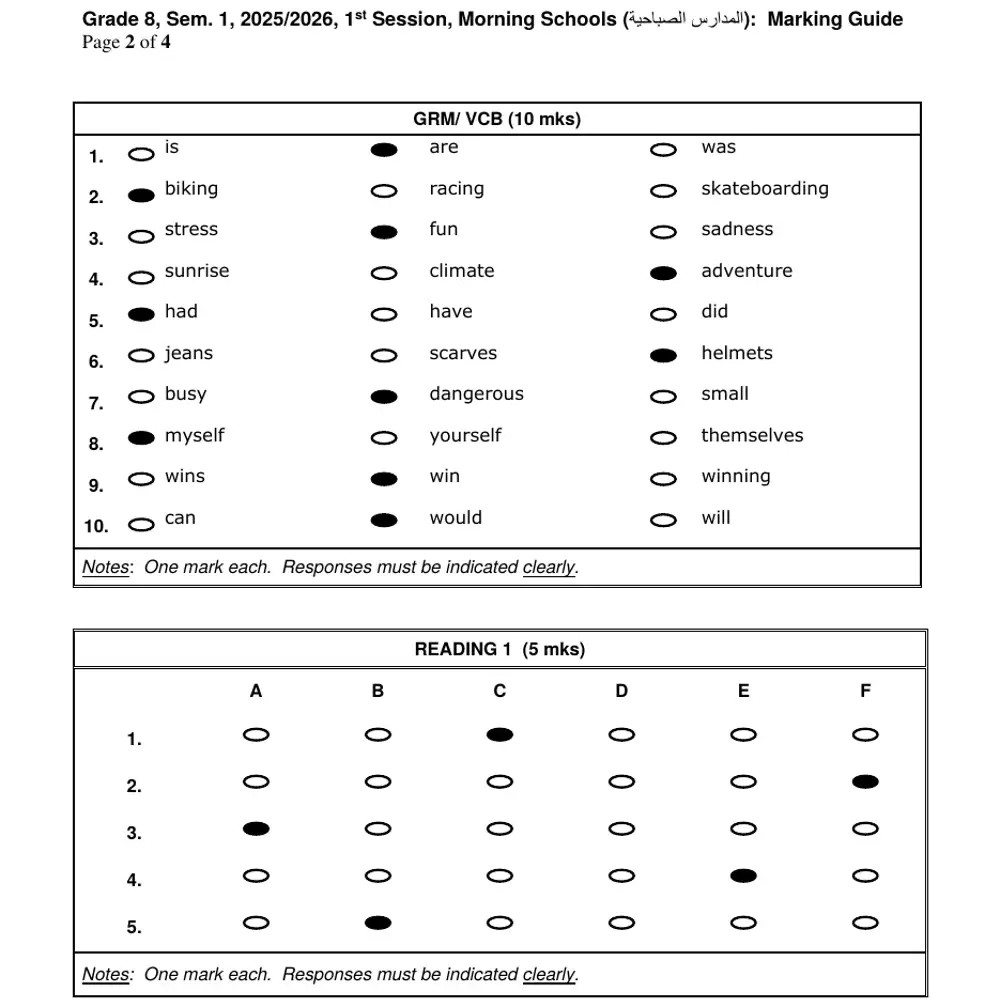 Grade 8, Sem. 1, 2025/2026, 1st Session, Morning Schools (المدارس الصباحية): Marking Guide
Page 2 of 4
GRM/ VCB (10 mks)
1. is are was
2. biking racing skateboarding
3. stress fun sadness
4. sunrise climate adventure
5. had have did
6. jeans scarves helmets
7. busy dangerous small
8. myself yourself themselves
9. wins win winning
10. can would will
Notes: One mark each. Responses must be indicated clearly.
READING 1 (5 mks)
A B C D E F
1.
2.
3.
4.
5.
Notes: One mark each. Responses must be indicated clearly.